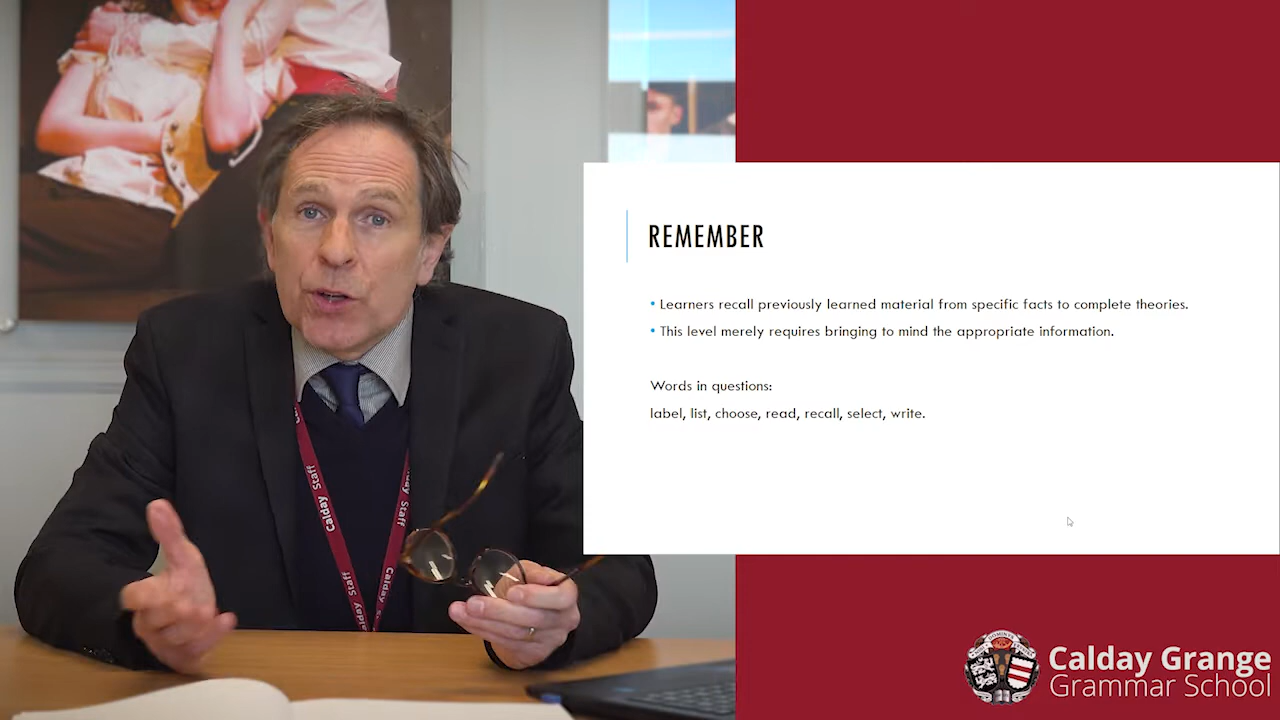 REMEMBER
• Learners recall previously learned material from specific facts to complete theories.
• This level merely requires bringing to mind the appropriate information.
Words in questions:
label, list, choose, read, recall, select, write.
Calday Staff
Calday Staff
Calday Grange
Grammar School